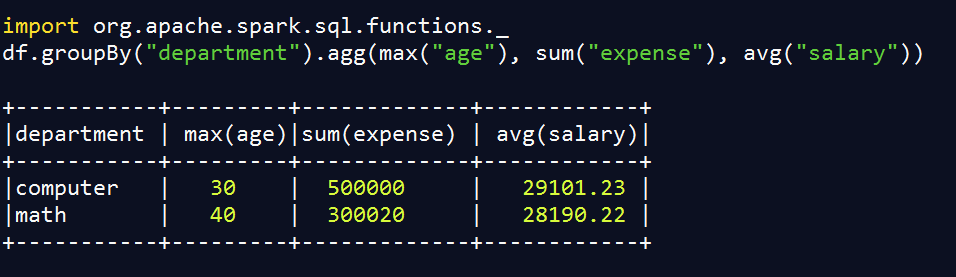 import org.apache.spark.sql.functions._
df.groupBy("department").agg(max("age"), sum("expense"), avg("salary"))
+-----------+---------+-------------+------------+
|department | max(age)|sum(expense) | avg(salary)|
+-----------+---------+-------------+------------+
|computer   |   30    |  500000     |   29101.23 |
|math       |   40    |  300020     |   28190.22 |
+-----------+---------+-------------+------------+